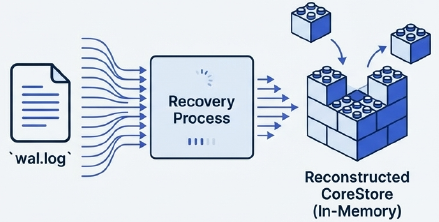 `wal.log`
Recovery
Process
Reconstructed
CoreStore
(In-Memory)